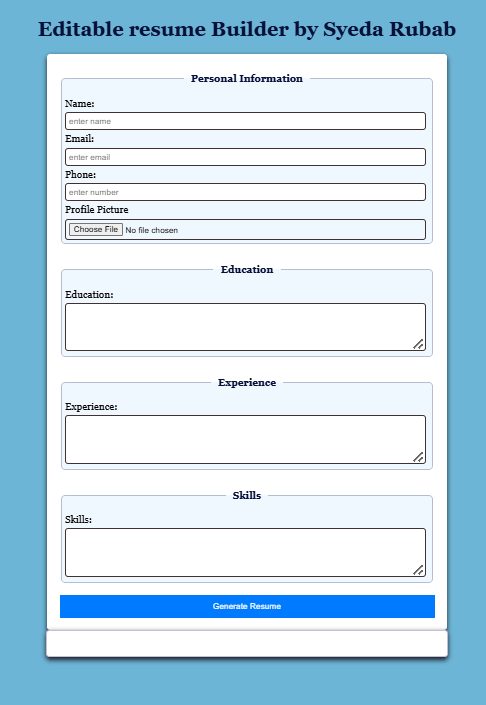 Editable resume Builder by Syeda Rubab
Personal Information
Name:
enter name
Email:
enter email
Phone:
enter number
Profile Picture
Choose File No file chosen
Education
Education:
Experience
Experience:
Skills
Skills:
Generate Resume